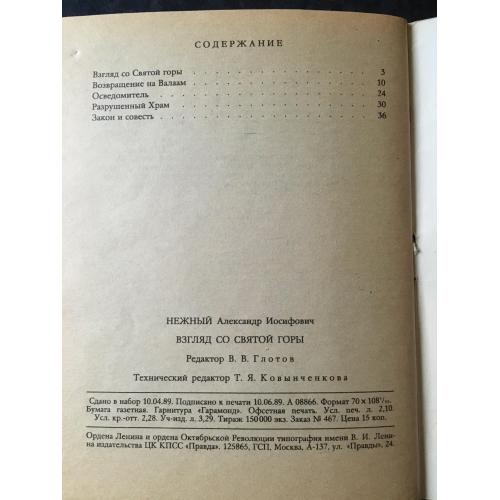 СОДЕРЖАНИЕ
Взгляд со Святой горы . . . . . . . . . . . . . 3
Возвращение на Валаам . . . . . . . . . . . . . 10
Осведомитель . . . . . . . . . . . . . . . 24
Разрушенный Храм . . . . . . . . . . . . . . 30
Закон и совесть . . . . . . . . . . . . . . . 36
НЕЖНЫЙ Александр Иосифович
ВЗГЛЯД СО СВЯТОЙ ГОРЫ
Редактор В. В. Глотов
Технический редактор Т. Я. Ковынченкова
Сдано в набор 10.04.89. Подписано к печати 10.06.89. А 08866. Формат 70 х 108¹/₃₂.
Бумага газетная. Гарнитура «Гарамонд». Офсетная печать. Усл. печ. л. 2,10.
Усл. кр.-отт. 2,28. Уч-изд. л. 3,29. Тираж 150 000 экз. Заказ № 467. Цена 15 коп.
Ордена Ленина и ордена Октябрьской Революции типография имени В. И. Лени-
на издательства ЦК КПСС «Правда». 125865, ГСП, Москва, А-137, ул. «Правды», 24.